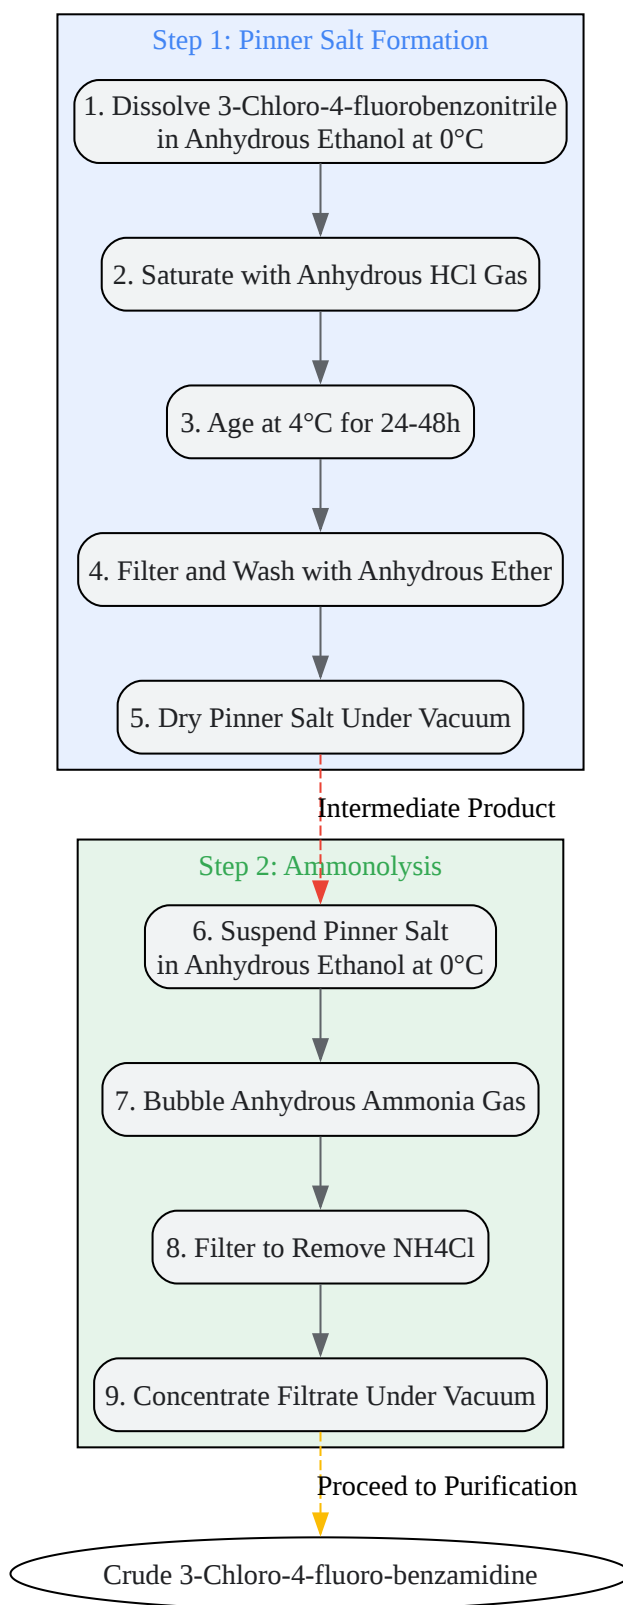 Step 1: Pinner Salt Formation
1. Dissolve 3-Chloro-4-fluorobenzonitrile
in Anhydrous Ethanol at 0°C
2. Saturate with Anhydrous HCl Gas
3. Age at 4°C for 24-48h
4. Filter and Wash with Anhydrous Ether
5. Dry Pinner Salt Under Vacuum
Intermediate Product
Step 2: Ammonolysis
6. Suspend Pinner Salt
in Anhydrous Ethanol at 0°C
7. Bubble Anhydrous Ammonia Gas
8. Filter to Remove NH4Cl
9. Concentrate Filtrate Under Vacuum
Proceed to Purification
Crude 3-Chloro-4-fluoro-benzamidine